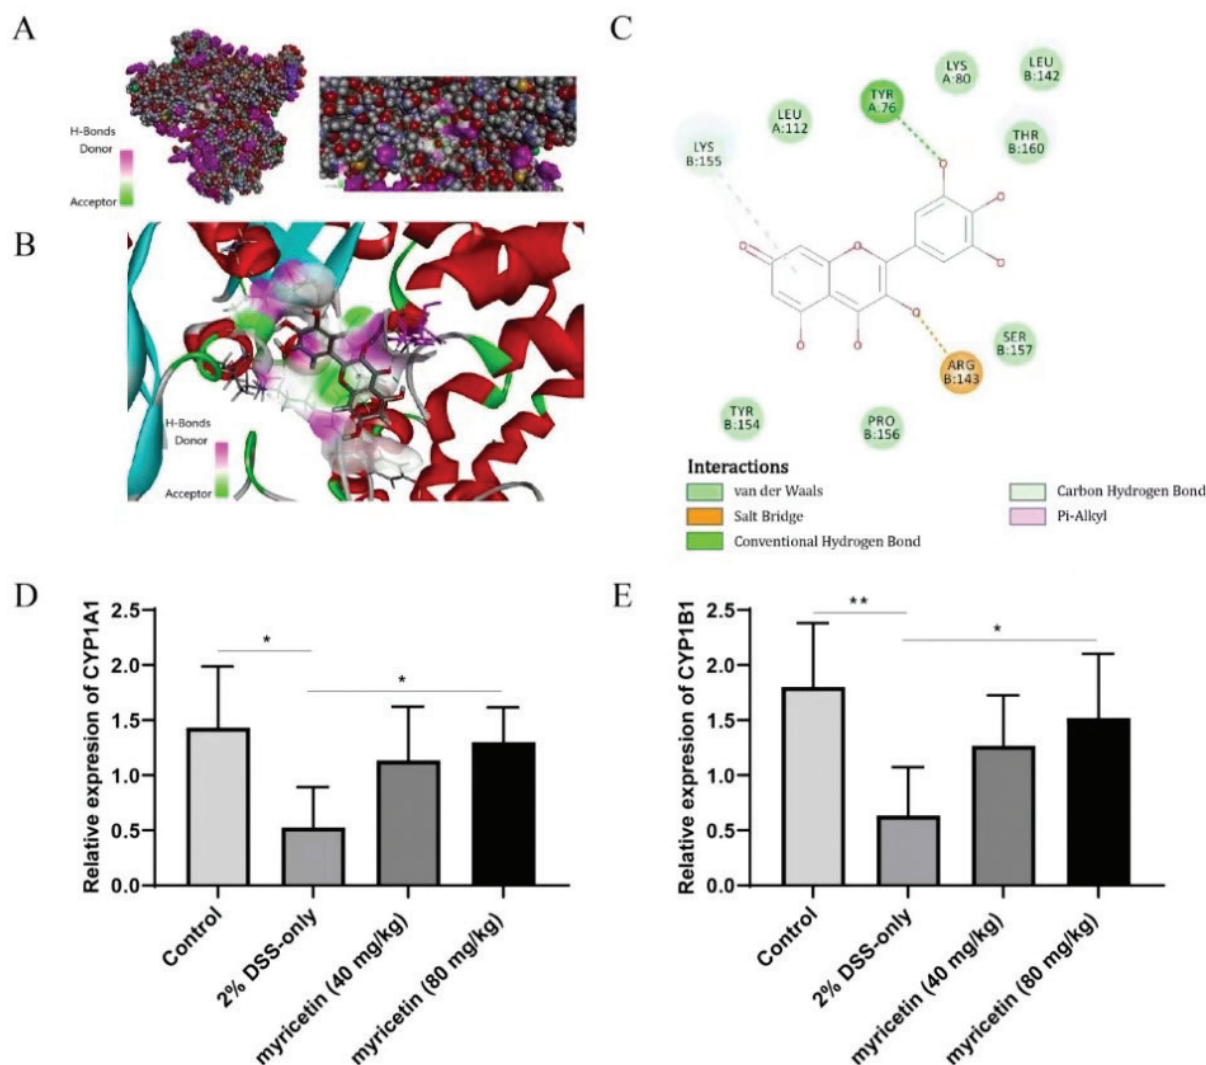 A
H-Bonds
Donor
Acceptor
B
H-Bonds
Donor
Acceptor
C
LYS
A:80
LEU
B:142
TYR
A:76
LEU
A:112
THR
B:160
LYS
B:155
O
O
O
O
O
O
O
O
SER
B:157
ARG
B:143
TYR
B:154
PRO
B:156
Interactions
van der Waals
Salt Bridge
Conventional Hydrogen Bond
Carbon Hydrogen Bond
Pi-Alkyl
D
Relative expresion of CYP1A1
2.5
2.0
1.5
1.0
0.5
0.0
*
*
Control
2% DSS-only
myricetin (40 mg/kg)
myricetin (80 mg/kg)
E
Relative expresion of CYP1B1
2.5
2.0
1.5
1.0
0.5
0.0
**
*
Control
2% DSS-only
myricetin (40 mg/kg)
myricetin (80 mg/kg)